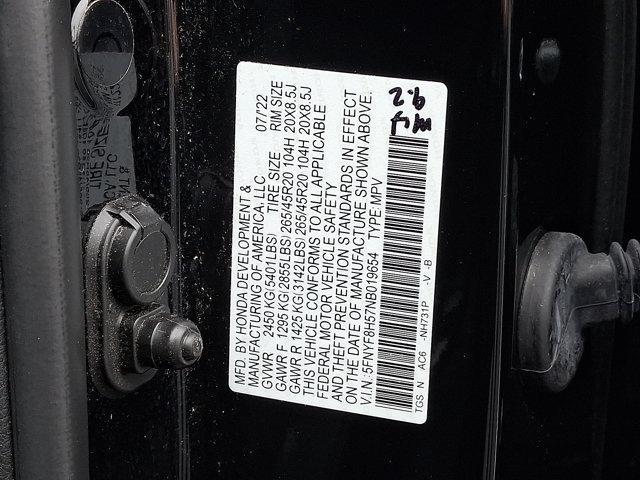 MFD. BY HONDA DEVELOPMENT &
MANUFACTURING OF AMERICA, LLC 07/22
GVWR 2450 KG(5401LBS) TIRE SIZE RIM SIZE
GAWR F 1295 KG(2855LBS) 265/45R20 104H 20X8.5J
GAWR R 1425 KG(3142LBS) 265/45R20 104H 20X8.5J
THIS VEHICLE CONFORMS TO ALL APPLICABLE
FEDERAL MOTOR VEHICLE SAFETY
AND THEFT PREVENTION STANDARDS IN EFFECT
ON THE DATE OF MANUFACTURE SHOWN ABOVE.
V.I.N. 5FNYF8H57NB019654 TYPE:MPV
TGS N AC6 -NH731P -V -B
TIRE SIZE